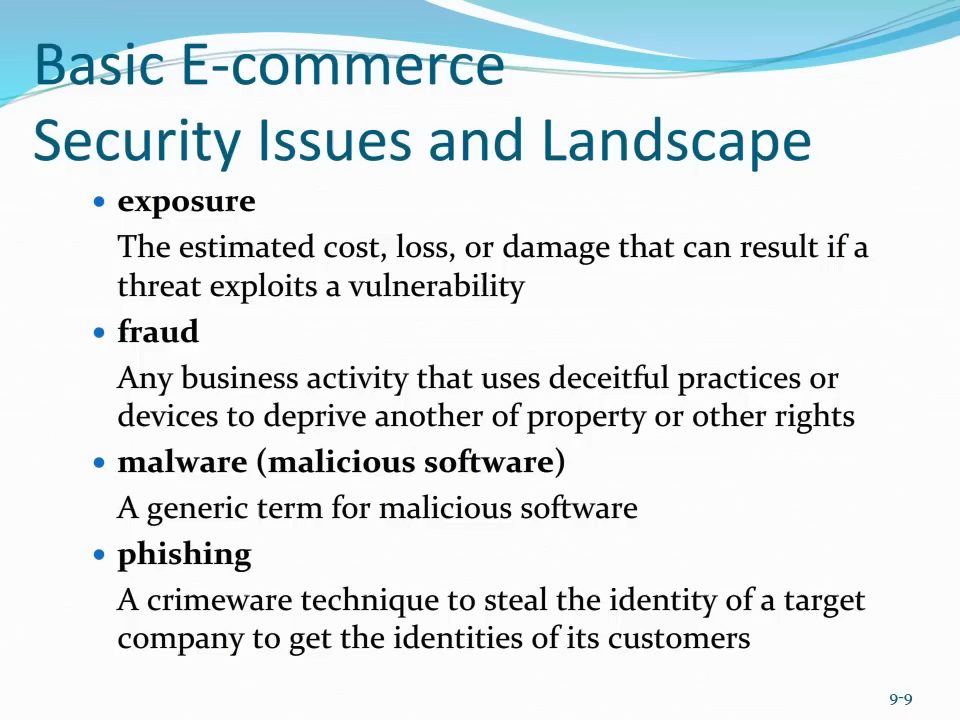 Basic E-commerce
Security Issues and Landscape
• exposure
The estimated cost, loss, or damage that can result if a
threat exploits a vulnerability
• fraud
Any business activity that uses deceitful practices or
devices to deprive another of property or other rights
• malware (malicious software)
A generic term for malicious software
• phishing
A crimeware technique to steal the identity of a target
company to get the identities of its customers
9-9